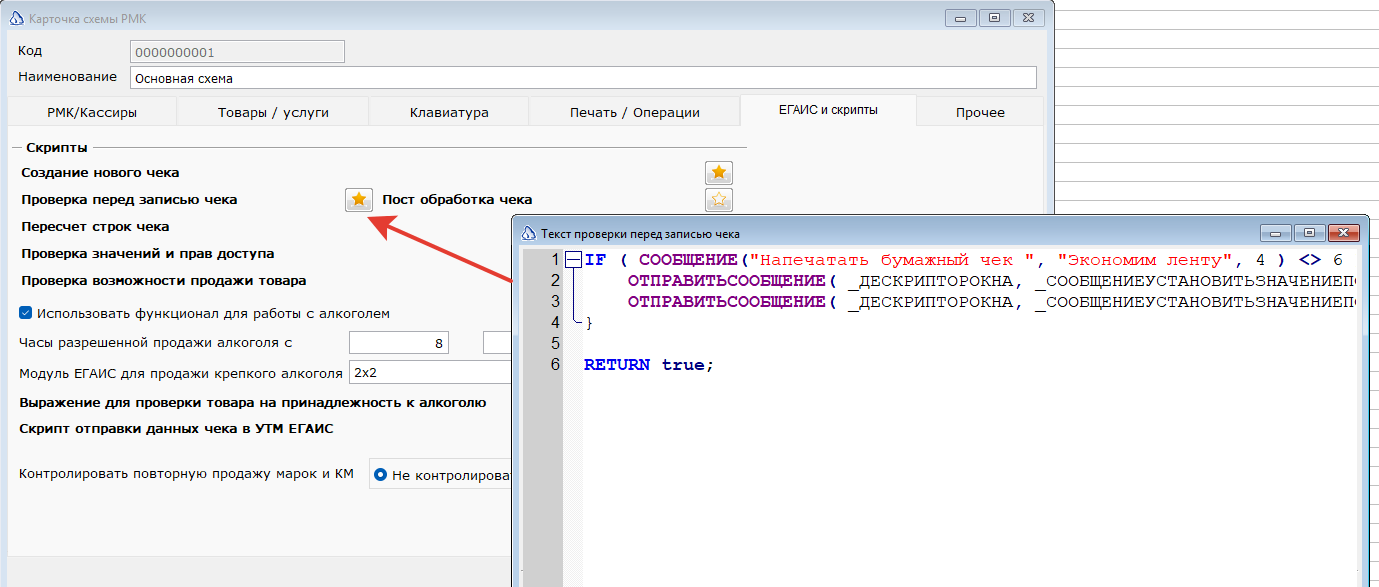 Карточка схемы РМК
Код 0000000001
Наименование Основная схема
РМК/Кассиры Товары / услуги Клавиатура Печать / Операции ЕГАИС и скрипты Прочее
Скрипты
Создание нового чека
Проверка перед записью чека Пост обработка чека
Пересчет строк чека
Проверка значений и прав доступа
Проверка возможности продажи товара
Использовать функционал для работы с алкоголем
Часы разрешенной продажи алкоголя с 8
Модуль ЕГАИС для продажи крепкого алкоголя 2x2
Выражение для проверки товара на принадлежность к алкоголю
Скрипт отправки данных чека в УТМ ЕГАИС
Контролировать повторную продажу марок и КМ Не контролироват
Текст проверки перед записью чека
1 IF ( СООБЩЕНИЕ("Напечатать бумажный чек ", "Экономим ленту", 4 ) <> 6
2 ОТПРАВИТЬСООБЩЕНИЕ( _ДЕСКРИПТОРОКНА, _СООБЩЕНИЕУСТАНОВИТЬЗНАЧЕНИЕПО
3 ОТПРАВИТЬСООБЩЕНИЕ( _ДЕСКРИПТОРОКНА, _СООБЩЕНИЕУСТАНОВИТЬЗНАЧЕНИЕПО
4 }
5
6 RETURN true;